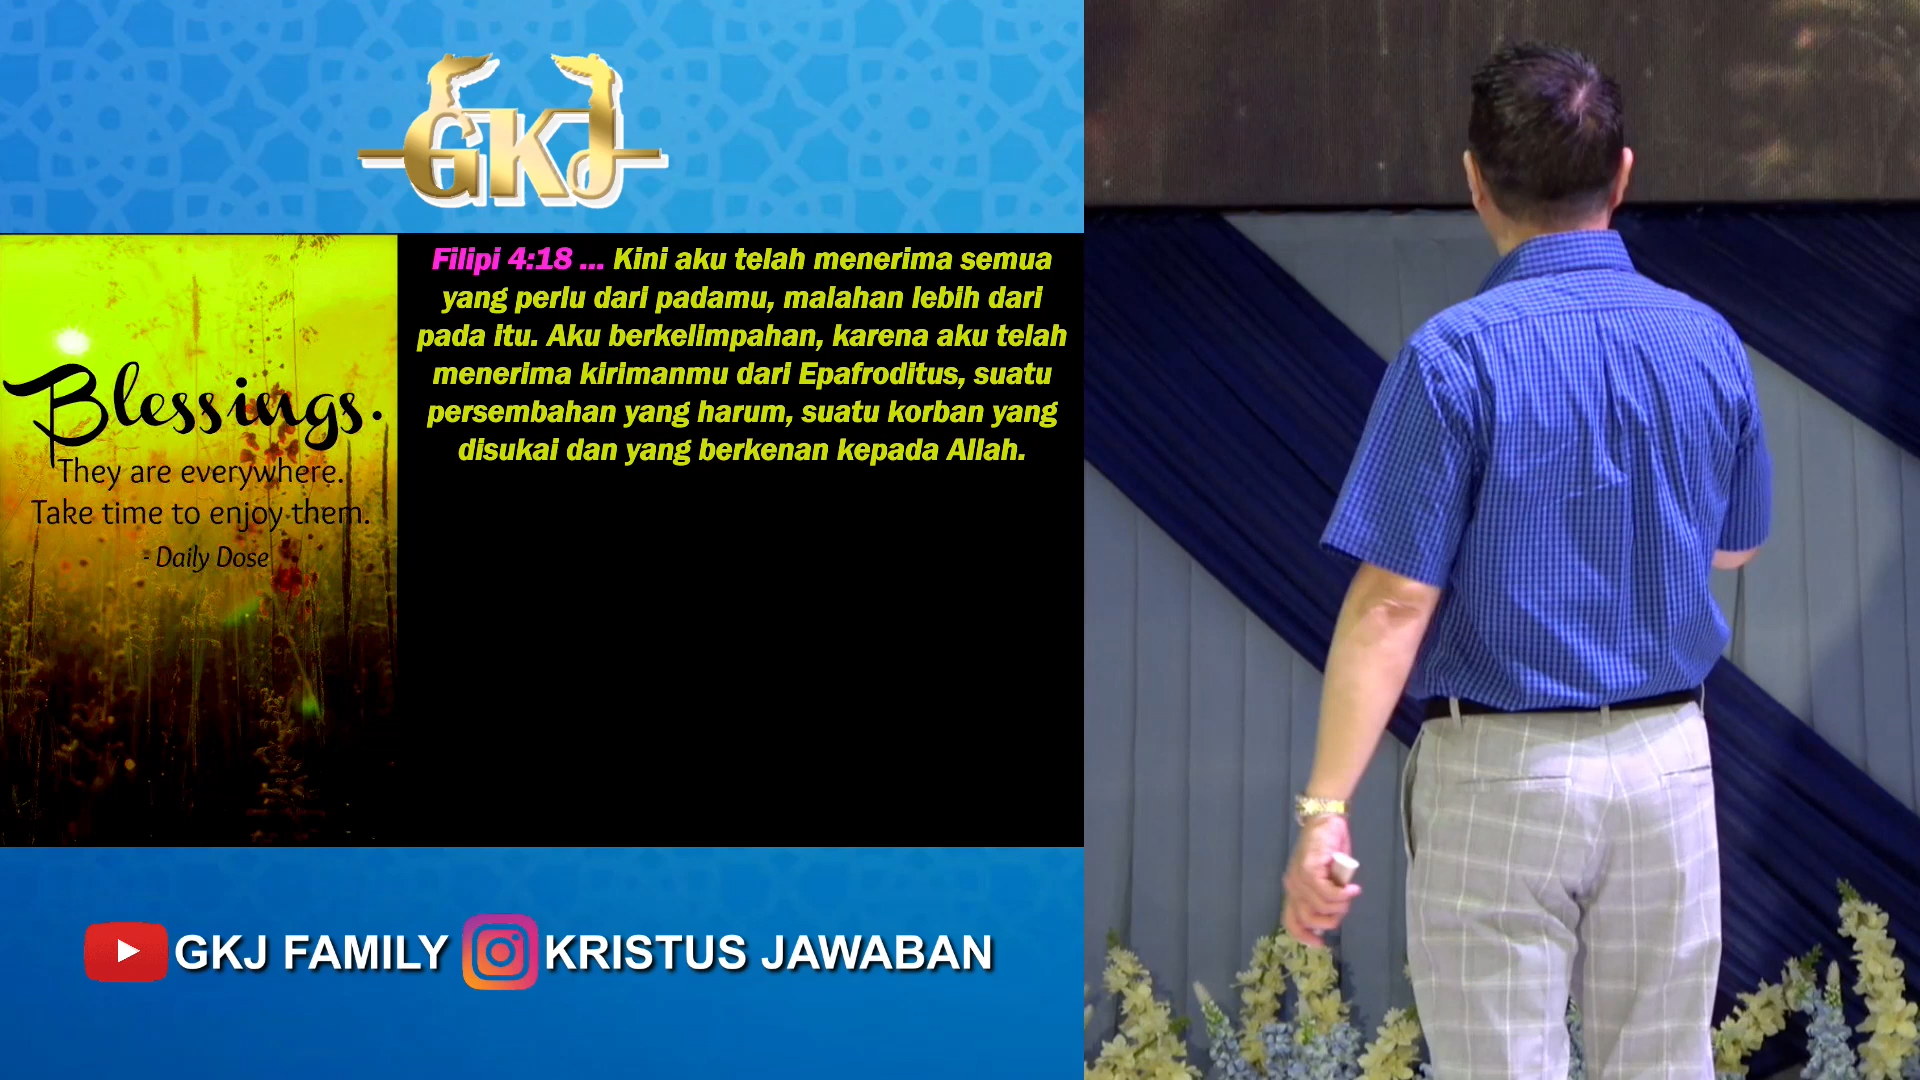 GKJ
Blessings.
They are everywhere.
Take time to enjoy them.
- Daily Dose
Filipi 4:18 ... Kini aku telah menerima semua
yang perlu dari padamu, malahan lebih dari
pada itu. Aku berkelimpahan, karena aku telah
menerima kirimanmu dari Epafroditus, suatu
persembahan yang harum, suatu korban yang
disukai dan yang berkenan kepada Allah.
GKJ FAMILY KRISTUS JAWABAN